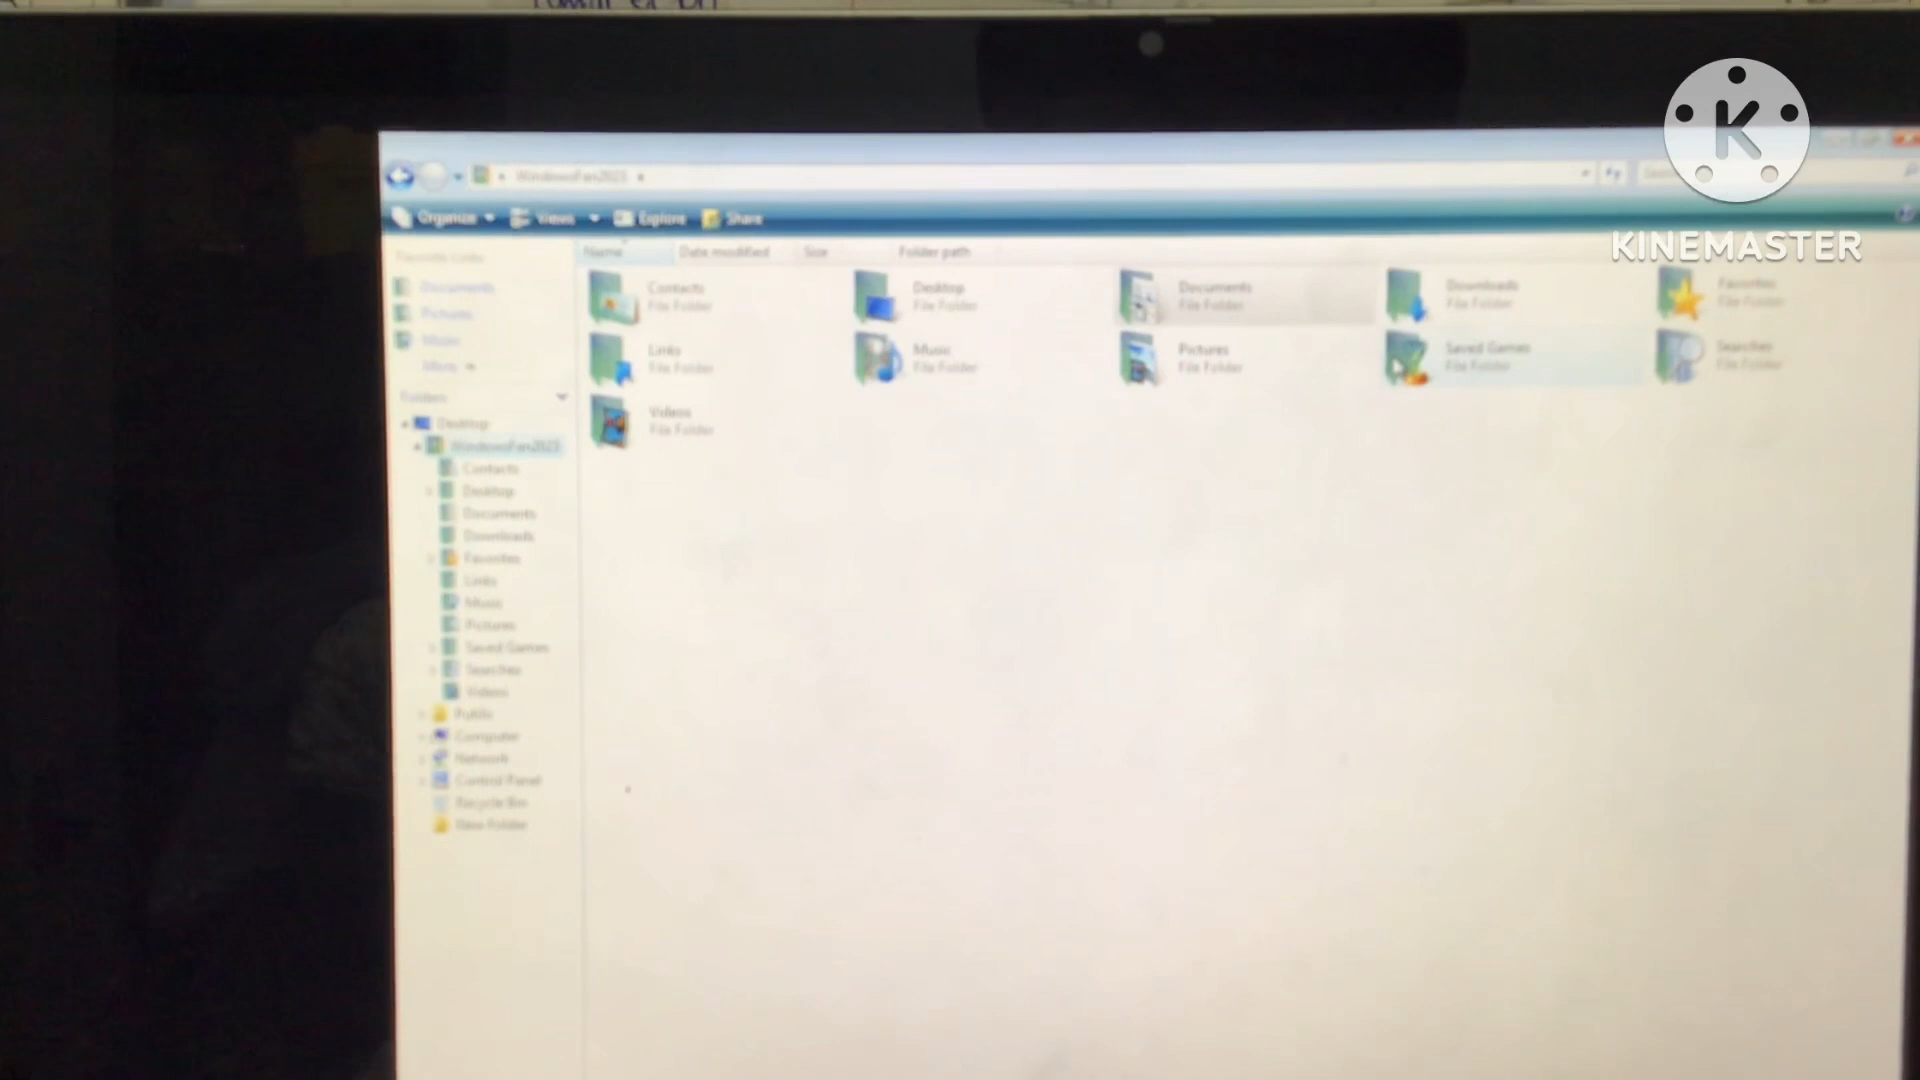 KINEMASTER
WindowsFan2023
Organize Views Explore Share
Favorite Links
Documents
Pictures
Music
More
Folders
Desktop
WindowsFan2023
Contacts
Desktop
Documents
Downloads
Favorites
Links
Music
Pictures
Saved Games
Searches
Videos
Public
Computer
Network
Control Panel
Recycle Bin
New Folder
Name Date modified Size Folder path
Contacts
File Folder
Desktop
File Folder
Documents
File Folder
Downloads
File Folder
Favorites
File Folder
Links
File Folder
Music
File Folder
Pictures
File Folder
Saved Games
File Folder
Searches
File Folder
Videos
File Folder